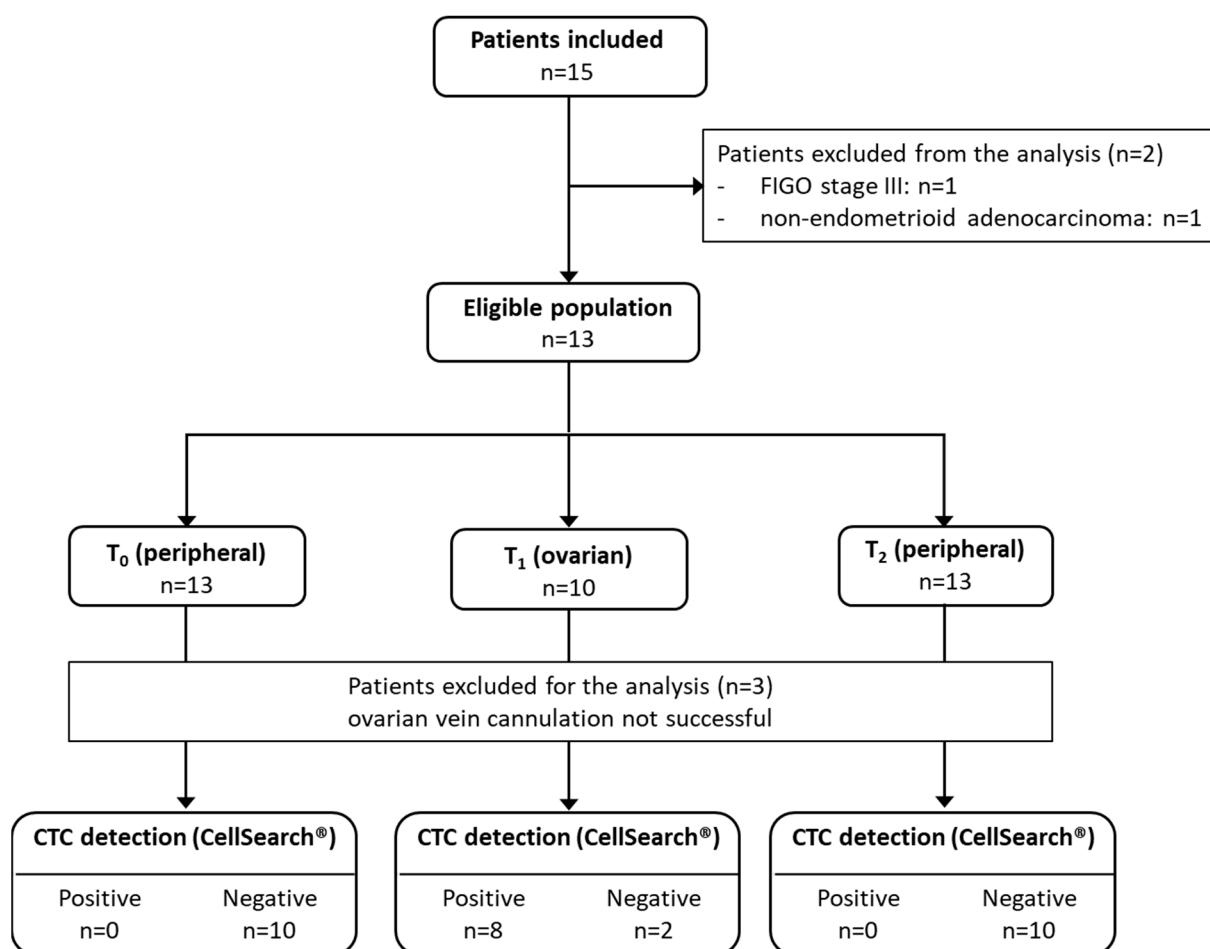 Patients included
n=15
Patients excluded from the analysis (n=2)
- FIGO stage III: n=1
- non-endometrioid adenocarcinoma: n=1
Eligible population
n=13
T₀ (peripheral)
n=13
T₁ (ovarian)
n=10
T₂ (peripheral)
n=13
Patients excluded for the analysis (n=3)
ovarian vein cannulation not successful
CTC detection (CellSearch®)
Positive Negative
n=0 n=10
CTC detection (CellSearch®)
Positive Negative
n=8 n=2
CTC detection (CellSearch®)
Positive Negative
n=0 n=10